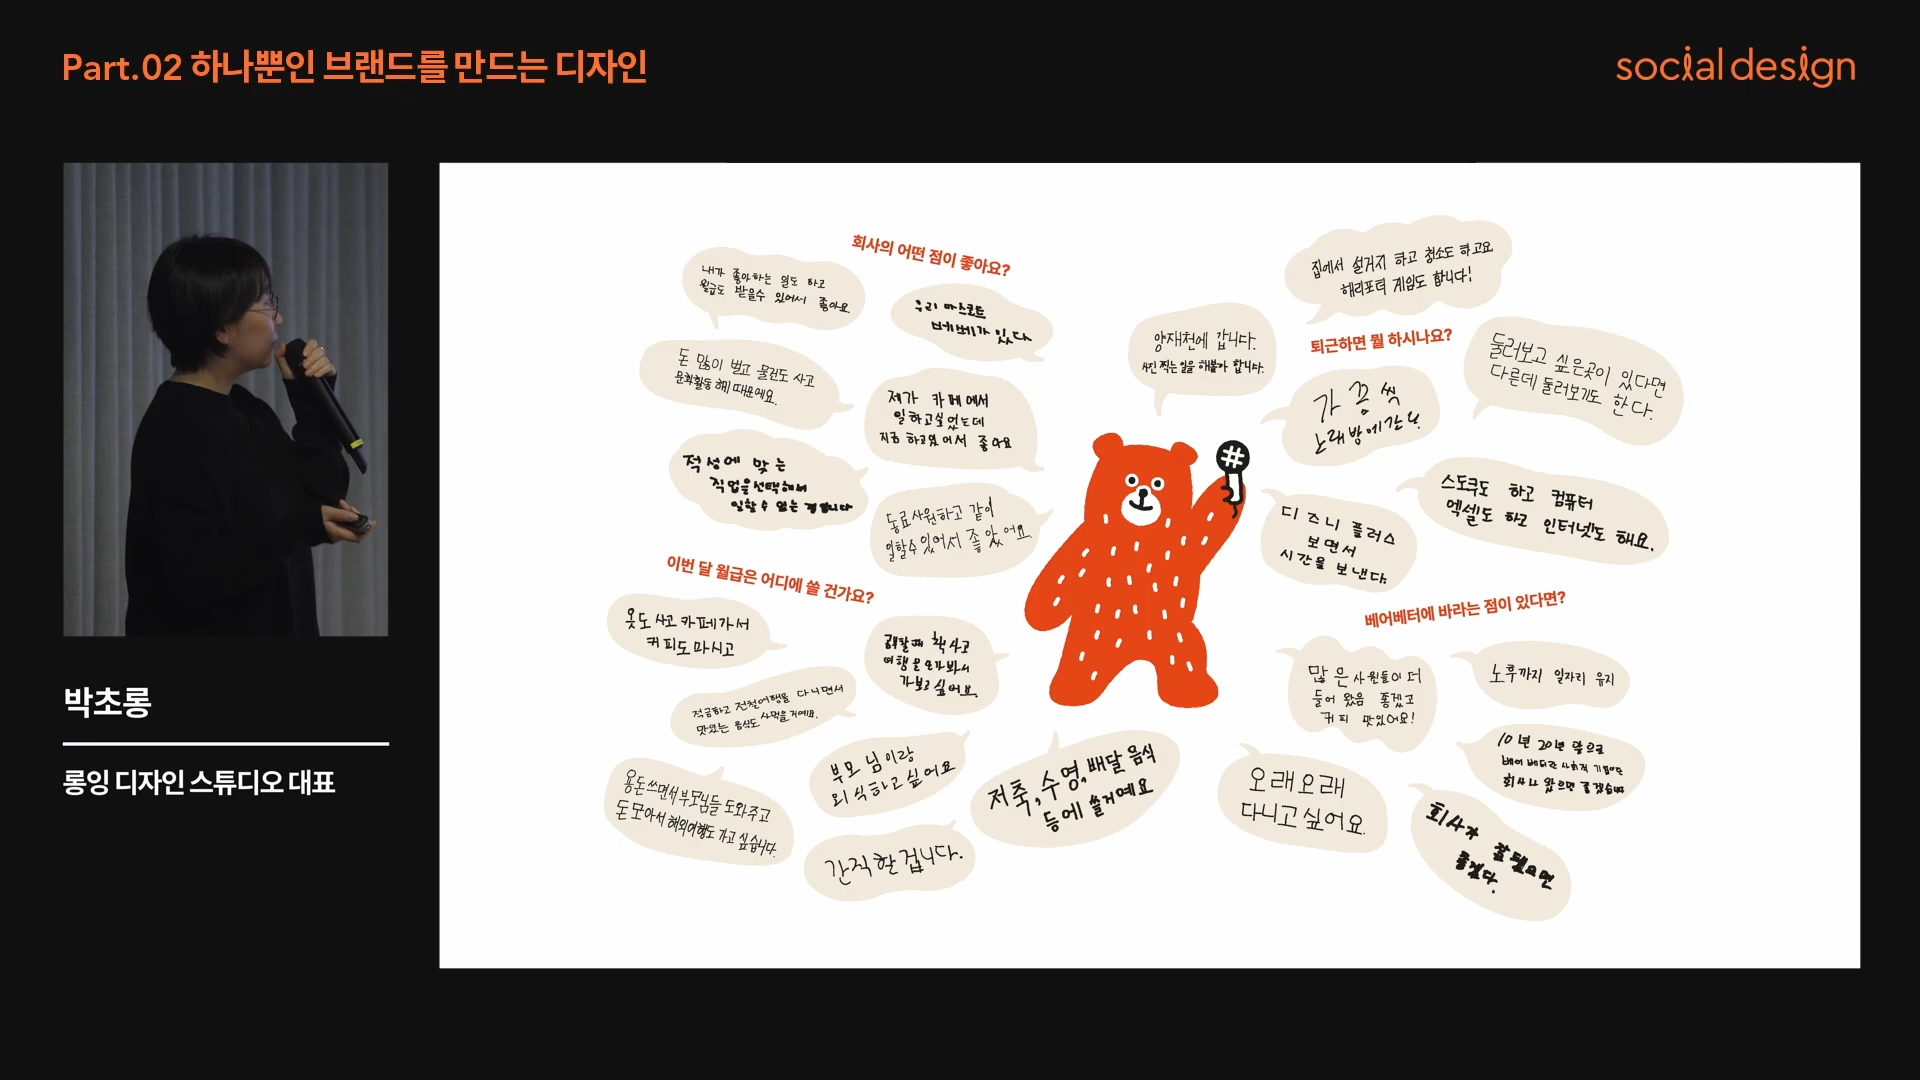 Part.02 하나뿐인 브랜드를 만드는 디자인
social design
박초롱
롱잉 디자인 스튜디오 대표
회사의 어떤 점이 좋아요?
내가 좋아하는 일도 하고
월급도 받을수 있어서 좋아요.
우리 마스코트
베베가 있다
돈 많이 벌고 물건도 사고
문화활동 해기 때문에요.
제가 카페에서
일하고싶었는데
지금 하고있어서 좋아요
적성에 맞는
직업을선택해서
일할수 있는
동료사원하고 같이
일할수있어서 좋았어요.
이번 달 월급은 어디에 쓸 건가요?
옷도 사고 카페가서
커피도마시고
책사고
가보고싶어요.
적금하고 전철여행을 다니면서
맛있는 음식도 사먹을거예요.
용돈쓰면서 부모님을 도와주고
돈모아서 해외여행도 가고 싶습니다.
부모님이랑
외식하고싶어요
저축, 수영, 배달음식
등에 쓸거예요
간직할겁니다.
집에서 설거지 하고 청소도 하고요.
해리포터 게임도 합니다!
양재천에 갑니다.
사진 찍는 일을 해볼까 합니다.
퇴근하면 뭘 하시나요?
가끔씩
노래방에간다
둘러보고 싶은곳이 있다면
다른데 둘러보기도 한다.
#
디즈니 플러스
보면서
시간을 보낸다.
스도쿠도 하고 컴퓨터
엑셀도 하고 인터넷도 해요.
베어베터에 바라는 점이 있다면?
많은 사원들이 더
들어 왔음 좋겠고
커피 맛있어요!
노후까지 일자리 유지
10년 20년 앞으로
오래오래
다니고싶어요.
회사가 잘됐으면
좋겠다.